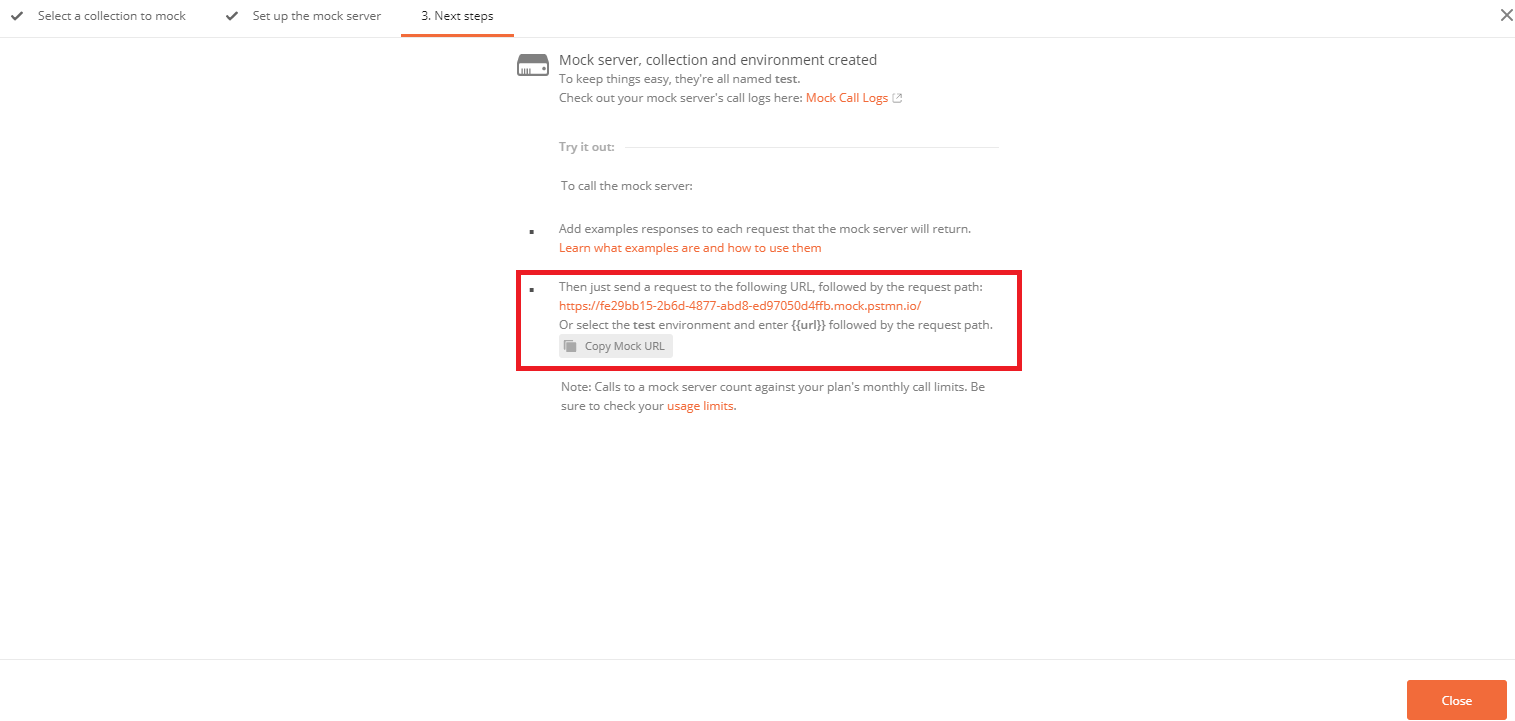 Select a collection to mock
Set up the mock server
3. Next steps
Mock server, collection and environment created
To keep things easy, they're all named test.
Check out your mock server's call logs here: Mock Call Logs
Try it out:
To call the mock server:
Add examples responses to each request that the mock server will return.
Learn what examples are and how to use them
Then just send a request to the following URL, followed by the request path:
https://fe29bb15-2b6d-4877-abd8-ed97050d4ffb.mock.pstmn.io/
Or select the test environment and enter {{url}} followed by the request path.
Copy Mock URL
Note: Calls to a mock server count against your plan's monthly call limits. Be
sure to check your usage limits.
Close